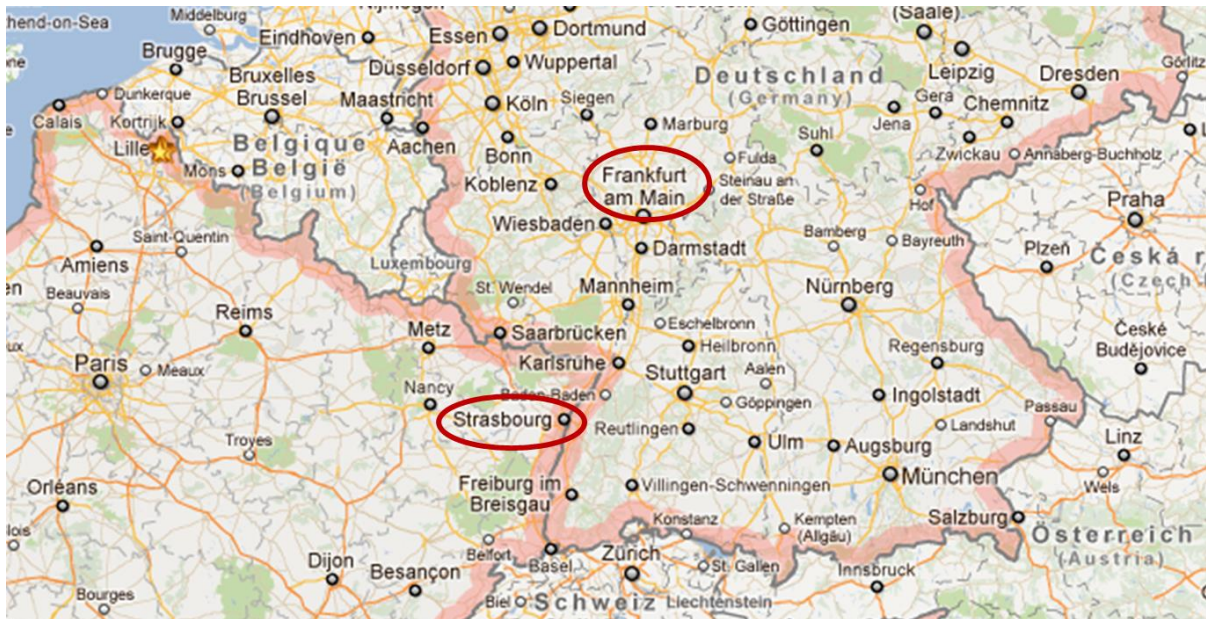 hend-on-Sea
Middelburg
Eindhoven
Essen
Dortmund
Göttingen
(Saale)
Brugge
Düsseldorf
Wuppertal
Deutschland
(Germany)
Leipzig
Dresden
Görlitz
Dunkerque
Bruxelles
Brussel
Maastricht
Köln
Siegen
Gera
Chemnitz
Calais
Kortrijk
Lille
Belgique
België
(Belgium)
Aachen
Bonn
Marburg
Suhl
Jena
Zwickau
Annaberg-Buchholz
Mons
Koblenz
Frankfurt
am Main
Fulda
Steinau an
der Straße
Hof
Praha
Wiesbaden
Saint-Quentin
Amiens
Darmstadt
Bamberg
Bayreuth
Plzeň
Česká r
(Czech
Luxembourg
Beauvais
St. Wendel
Mannheim
Nürnberg
Reims
Metz
Saarbrücken
Eschelbronn
Heilbronn
Regensburg
České
Budějovice
Paris
Meaux
Karlsruhe
Stuttgart
Aalen
Nancy
Baden-Baden
Göppingen
Ingolstadt
Passau
Strasbourg
Reutlingen
Landshut
Troyes
Ulm
Augsburg
Linz
München
Wels
Orléans
Freiburg im
Breisgau
Villingen-Schwenningen
Konstanz
Kempten
(Allgäu)
Salzburg
Österreich
(Austria)
Dijon
Besançon
Belfort
Basel
Zürich
St. Gallen
Innsbruck
Bourges
Biel
Schweiz
Liechtenstein